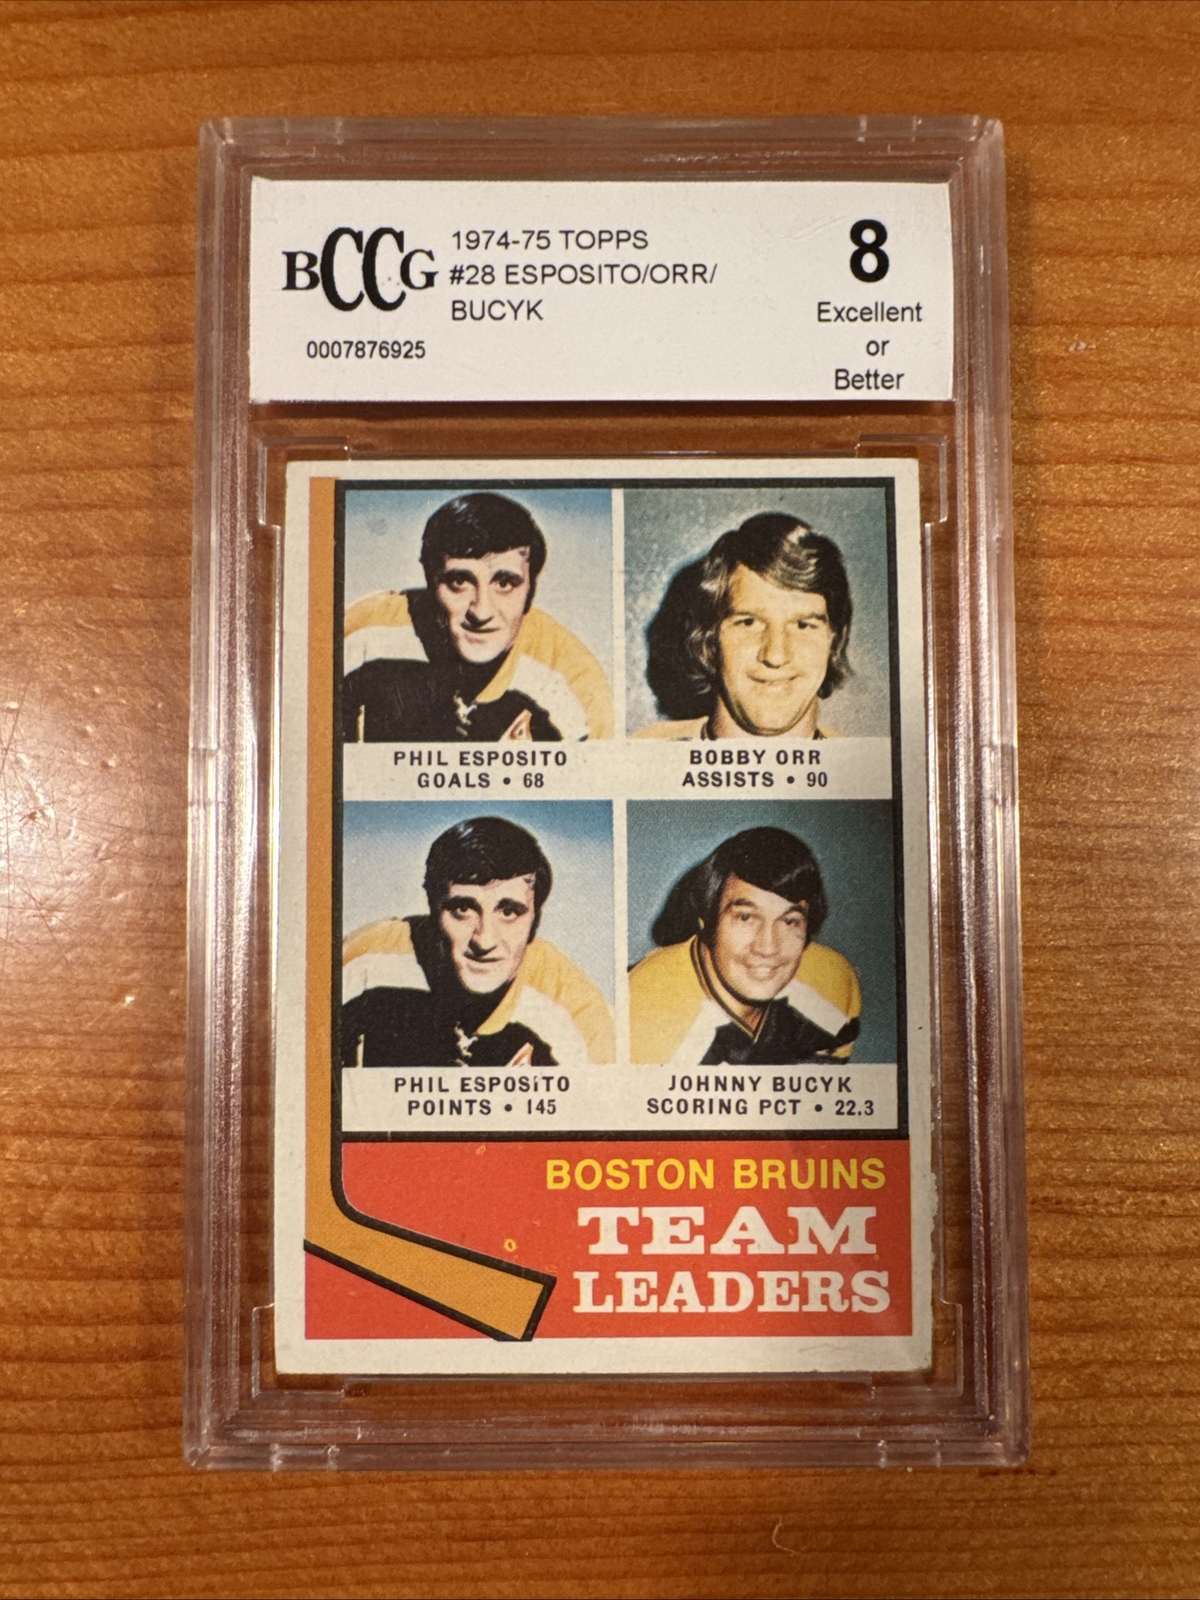 BCCG
1974-75 TOPPS
#28 ESPOSITO/ORR/
BUCYK
0007876925
8
Excellent
or
Better
PHIL ESPOSITO
GOALS • 68
BOBBY ORR
ASSISTS • 90
PHIL ESPOSiTO
POINTS • 145
JOHNNY BUCYK
SCORING PCT • 22.3
BOSTON BRUINS
TEAM
LEADERS